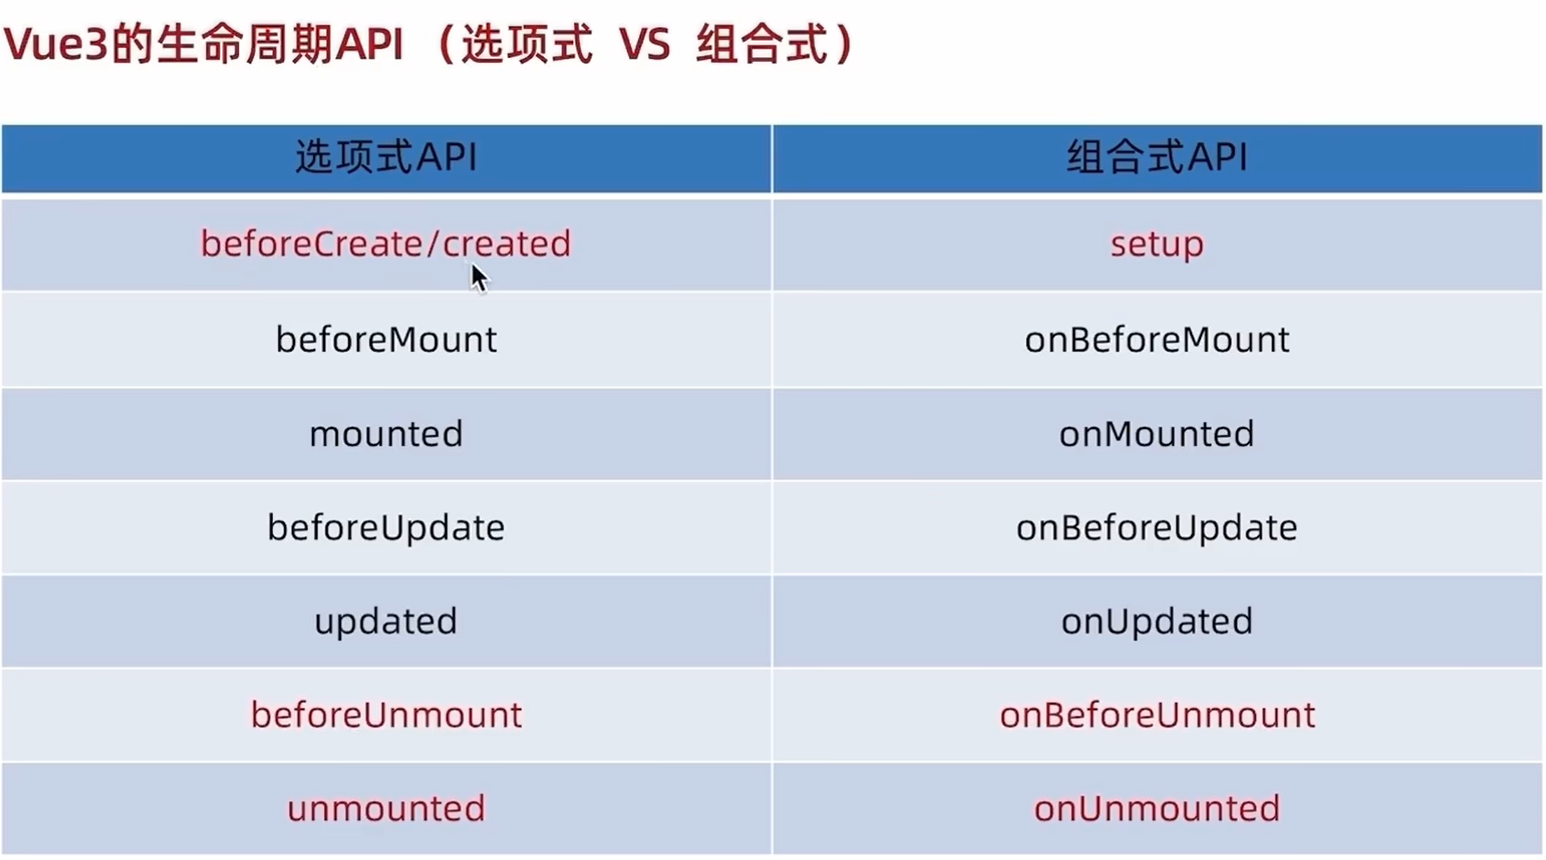 Vue3的生命周期API （选项式 VS 组合式）
选项式API 组合式API
beforeCreate/created setup
beforeMount onBeforeMount
mounted onMounted
beforeUpdate onBeforeUpdate
updated onUpdated
beforeUnmount onBeforeUnmount
unmounted onUnmounted